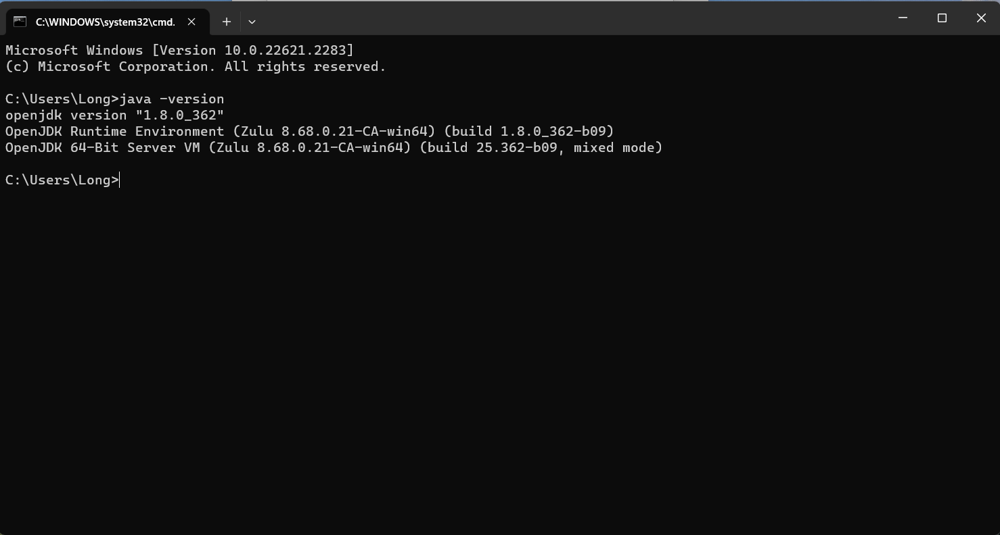 C:\WINDOWS\system32\cmd.
Microsoft Windows [Version 10.0.22621.2283]
(c) Microsoft Corporation. All rights reserved.
C:\Users\Long>java -version
openjdk version "1.8.0_362"
OpenJDK Runtime Environment (Zulu 8.68.0.21-CA-win64) (build 1.8.0_362-b09)
OpenJDK 64-Bit Server VM (Zulu 8.68.0.21-CA-win64) (build 25.362-b09, mixed mode)
C:\Users\Long>